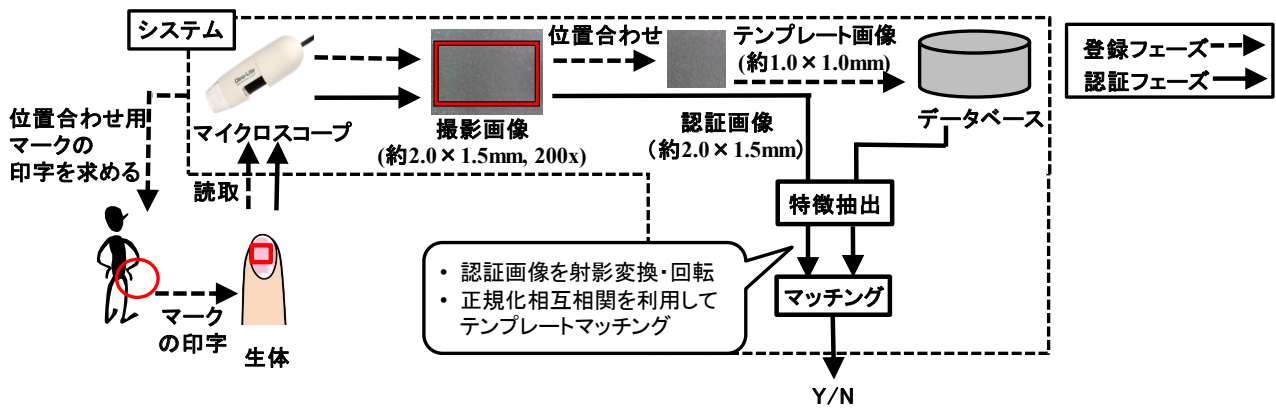 システム
位置合わせ用
マークの
印字を求める
マイクロスコープ
読取
マーク
の印字
生体
撮影画像
(約2.0×1.5mm, 200x)
位置合わせ
テンプレート画像
(約1.0×1.0mm)
認証画像
(約2.0×1.5mm)
データベース
特徴抽出
マッチング
Y/N
• 認証画像を射影変換・回転
• 正規化相互相関を利用して
テンプレートマッチング
登録フェーズ
認証フェーズ
Dino-Lite